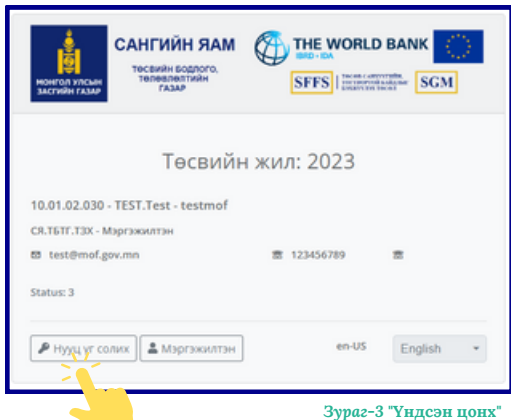 МОНГОЛ УЛСЫН
ЗАСГИЙН ГАЗАР
САНГИЙН ЯАМ
ТӨСВИЙН БОДЛОГО,
ТӨЛӨВЛӨЛТИЙН
ГАЗАР
THE WORLD BANK
IBRD • IDA
SFFS
SGM
Төсвийн жил: 2023
10.01.02.030 - TEST.Test - testmof
СЯ.ТБТГ.ТЗХ - Мэргэжилтэн
test@mof.gov.mn 123456789
Status: 3
Нууц үг солих Мэргэжилтэн en-US English
Зураг-3 "Үндсэн цонх"